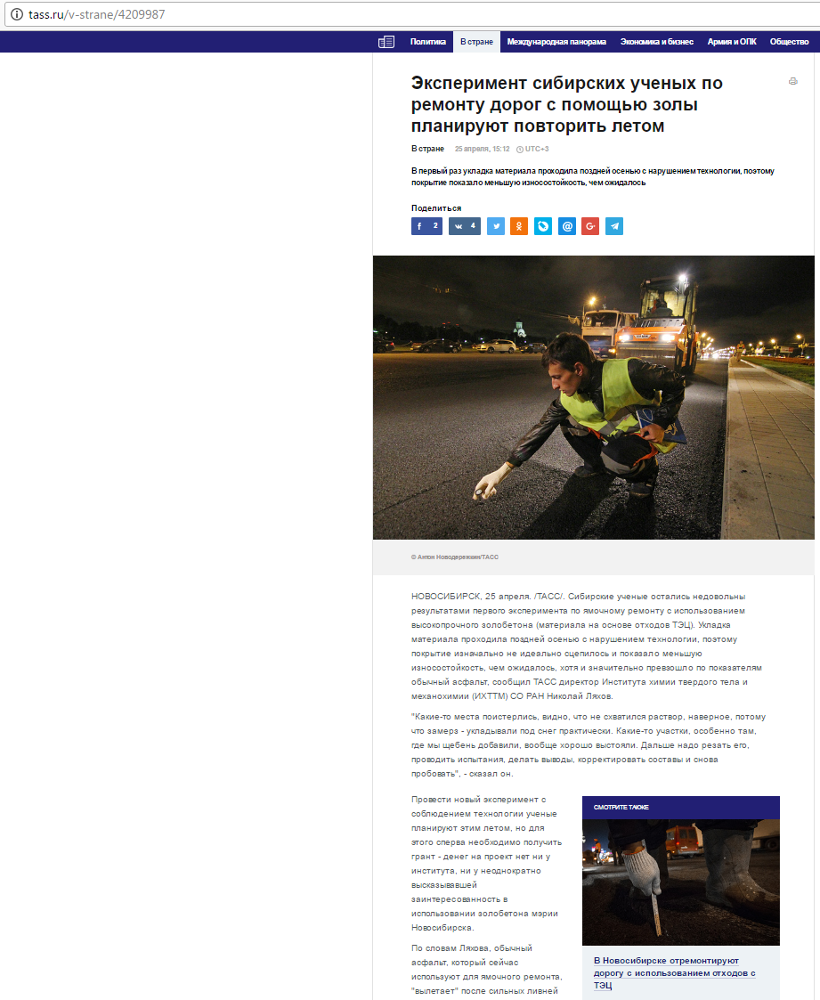 tass.ru/v-strane/4209987
Политика В стране Международная панорама Экономика и бизнес Армия и ОПК Общество
Эксперимент сибирских ученых по
ремонту дорог с помощью золы
планируют повторить летом
В стране 25 апреля, 15:12 UTC+3
В первый раз укладка материала проходила поздней осенью с нарушением технологии, поэтому
покрытие показало меньшую износостойкость, чем ожидалось
Поделиться
2 4
© Антон Новодережкин/ТАСС
НОВОСИБИРСК, 25 апреля. /ТАСС/. Сибирские ученые остались недовольны
результатами первого эксперимента по ямочному ремонту с использованием
высокопрочного золобетона (материала на основе отходов ТЭЦ). Укладка
материала проходила поздней осенью с нарушением технологии, поэтому
покрытие изначально не идеально сцепилось и показало меньшую
износостойкость, чем ожидалось, хотя и значительно превзошло по показателям
обычный асфальт, сообщил ТАСС директор Института химии твердого тела и
механохимии (ИХТТМ) СО РАН Николай Ляхов.
"Какие-то места поистерлись, видно, что не схватился раствор, наверное, потому
что замерз - укладывали под снег практически. Какие-то участки, особенно там,
где мы щебень добавили, вообще хорошо выстояли. Дальше надо резать его,
проводить испытания, делать выводы, корректировать составы и снова
пробовать", - сказал он.
Провести новый эксперимент с
соблюдением технологии ученые
планируют этим летом, но для
этого сперва необходимо получить
грант - денег на проект нет ни у
института, ни у неоднократно
высказывавшей
заинтересованность в
использовании золобетона мэрии
Новосибирска.
По словам Ляхова, обычный
асфальт, который сейчас
используют для ямочного ремонта,
"вылетает" после сильных ливней
СМОТРИТЕ ТАКЖЕ
В Новосибирске отремонтируют
дорогу с использованием отходов с
ТЭЦ